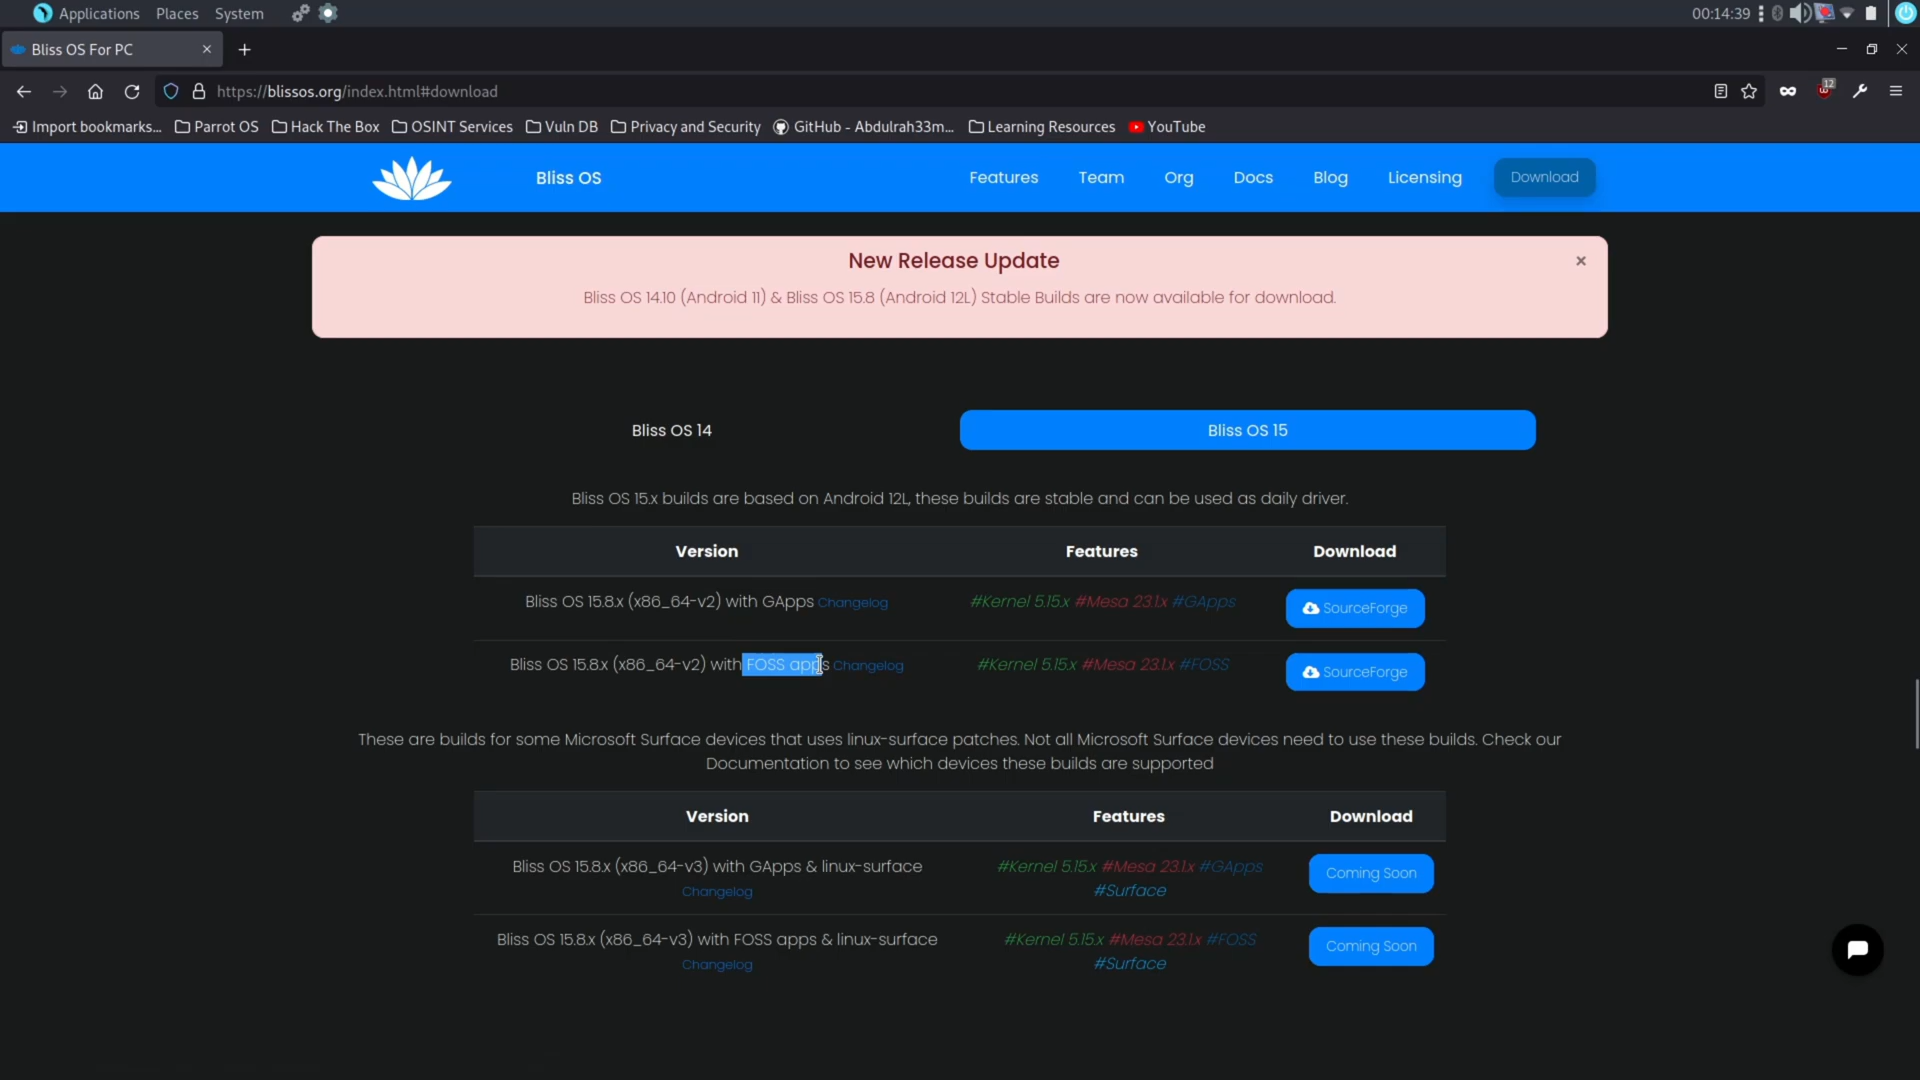 Applications Places System 00:14:39
Bliss OS For PC
https://blissos.org/index.html#download
12
Import bookmarks... Parrot OS Hack The Box OSINT Services Vuln DB Privacy and Security GitHub - Abdulrah33m... Learning Resources YouTube
Bliss OS Features Team Org Docs Blog Licensing Download
New Release Update
Bliss OS 14.10 (Android 11) & Bliss OS 15.8 (Android 12L) Stable Builds are now available for download.
Bliss OS 14 Bliss OS 15
Bliss OS 15.x builds are based on Android 12L, these builds are stable and can be used as daily driver.
Version Features Download
Bliss OS 15.8.x (x86_64-v2) with GApps Changelog #Kernel 5.15.x #Mesa 23.1.x #GApps SourceForge
Bliss OS 15.8.x (x86_64-v2) with FOSS apps Changelog #Kernel 5.15.x #Mesa 23.1.x #FOSS SourceForge
These are builds for some Microsoft Surface devices that uses linux-surface patches. Not all Microsoft Surface devices need to use these builds. Check our
Documentation to see which devices these builds are supported
Version Features Download
Bliss OS 15.8.x (x86_64-v3) with GApps & linux-surface #Kernel 5.15.x #Mesa 23.1.x #GApps Coming Soon
Changelog #Surface
Bliss OS 15.8.x (x86_64-v3) with FOSS apps & linux-surface #Kernel 5.15.x #Mesa 23.1.x #FOSS Coming Soon
Changelog #Surface